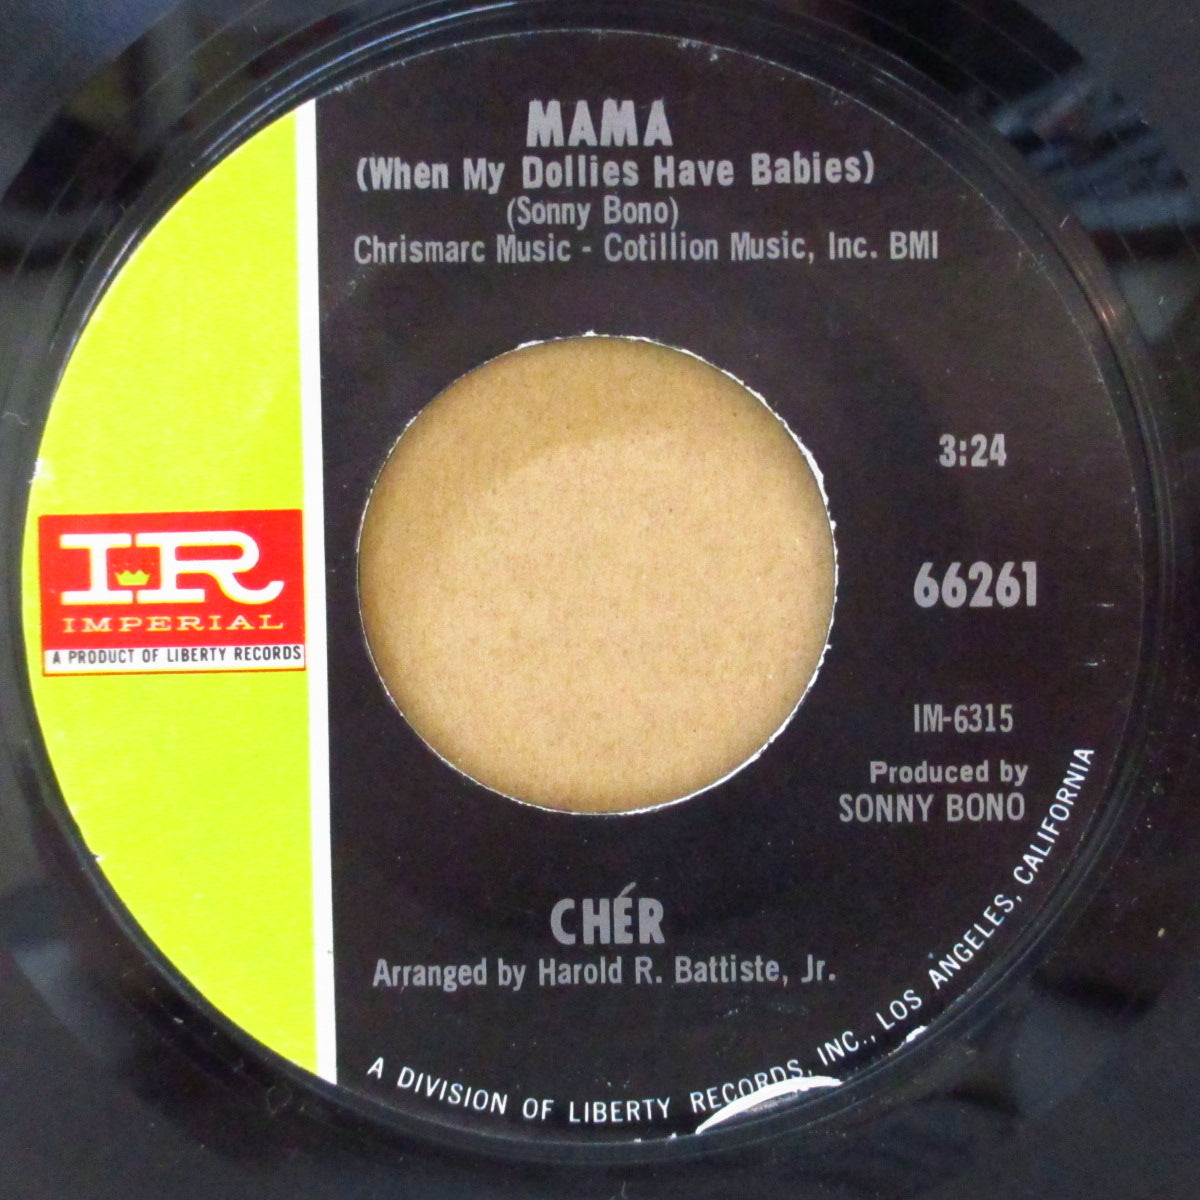 MAMA
(When My Dollies Have Babies)
(Sonny Bono)
Chrismarc Music - Cotillion Music, Inc. BMI
3:24
66261
IR
IMPERIAL
A PRODUCT OF LIBERTY RECORDS
IM-6315
Produced by
SONNY BONO
CHÉR
Arranged by Harold R. Battiste, Jr.
A DIVISION OF LIBERTY RECORDS, INC., LOS ANGELES, CALIFORNIA